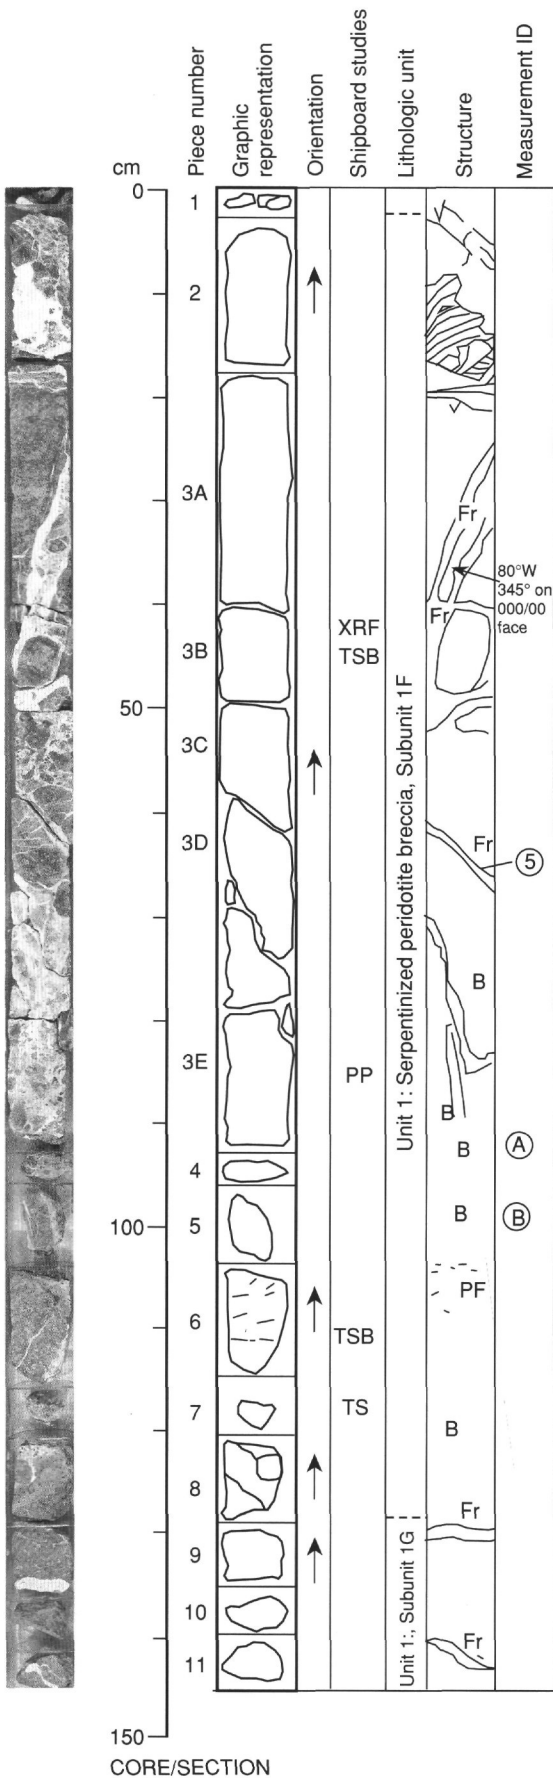 cm
Piece number
Graphic
representation
Orientation
Shipboard studies
Lithologic unit
Structure
Measurement ID
0
1
2
3A
Fr
80°W
345° on
000/00
face
Fr
XRF
3B
TSB
50
3C
3D
Fr
5
B
3E
PP
B
B
A
4
100
5
B
B
PF
6
TSB
7
TS
B
8
Fr
9
10
Fr
11
Unit 1: Serpentinized peridotite breccia, Subunit 1F
Unit 1:, Subunit 1G
150
CORE/SECTION